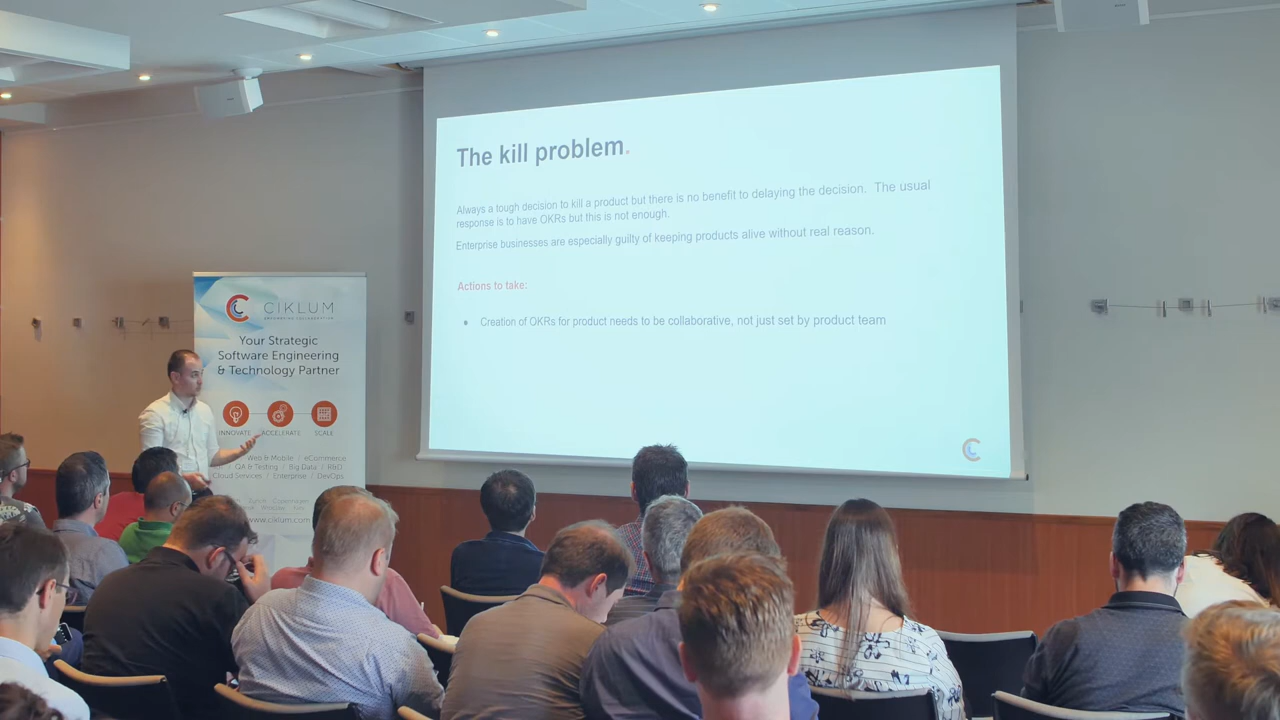 The kill problem.
Always a tough decision to kill a product but there is no benefit to delaying the decision. The usual
response is to have OKRs but this is not enough.
Enterprise businesses are especially guilty of keeping products alive without real reason.
Actions to take:
• Creation of OKRs for product needs to be collaborative, not just set by product team
CIKLUM
Your Strategic
Software Engineering
& Technology Partner
INNOVATE ACCELERATE SCALE
Web & Mobile / eCommerce
/ QA & Testing / Big Data / R&D
Cloud Services / Enterprise / DevOps
www.ciklum.com